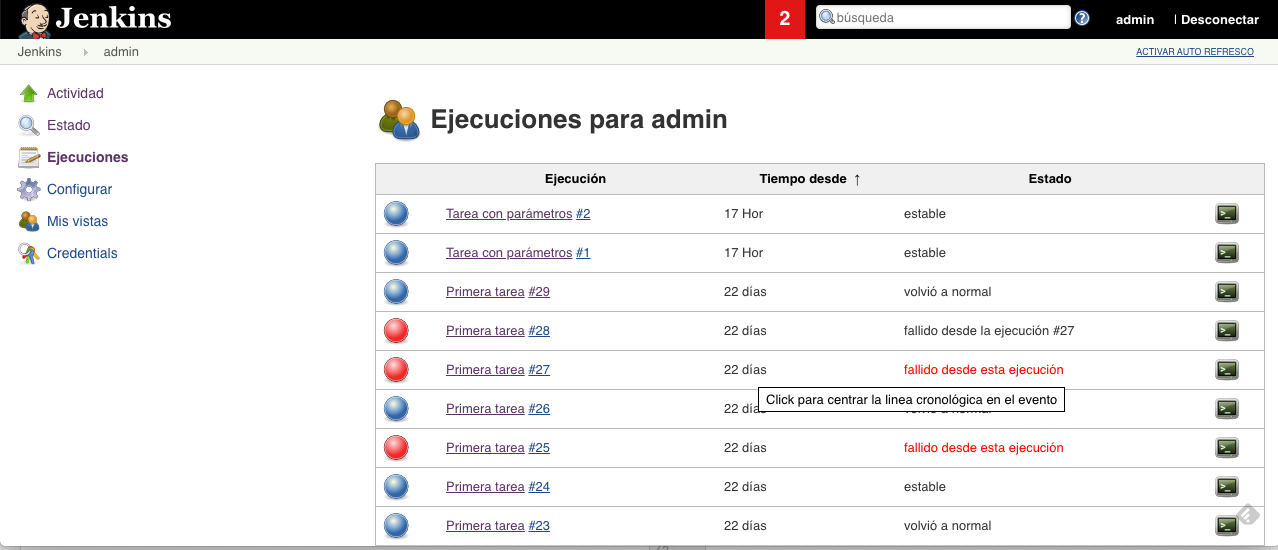 Jenkins
2
búsqueda
admin
| Desconectar
Jenkins
admin
ACTIVAR AUTO REFRESCO
Actividad
Estado
Ejecuciones
Configurar
Mis vistas
Credentials
Ejecuciones para admin
Ejecución Tiempo desde ↑ Estado
Tarea con parámetros #2 17 Hor estable
Tarea con parámetros #1 17 Hor estable
Primera tarea #29 22 días volvió a normal
Primera tarea #28 22 días fallido desde la ejecución #27
Primera tarea #27 22 días fallido desde esta ejecución
Click para centrar la linea cronológica en el evento
Primera tarea #26 22 días volvió a normal
Primera tarea #25 22 días fallido desde esta ejecución
Primera tarea #24 22 días estable
Primera tarea #23 22 días volvió a normal